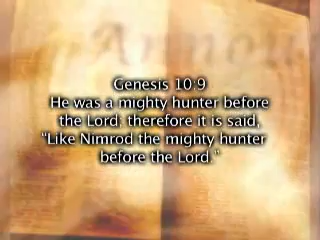 Genesis 10:9
He was a mighty hunter before
the Lord; therefore it is said,
“Like Nimrod the mighty hunter
before the Lord.”